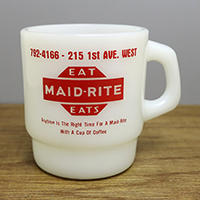 792-4166 - 215 1st AVE. WEST
EAT
MAID-RITE
EATS
Anytime Is The Right Time For A Maid-Rite
With A Cup Of Coffee